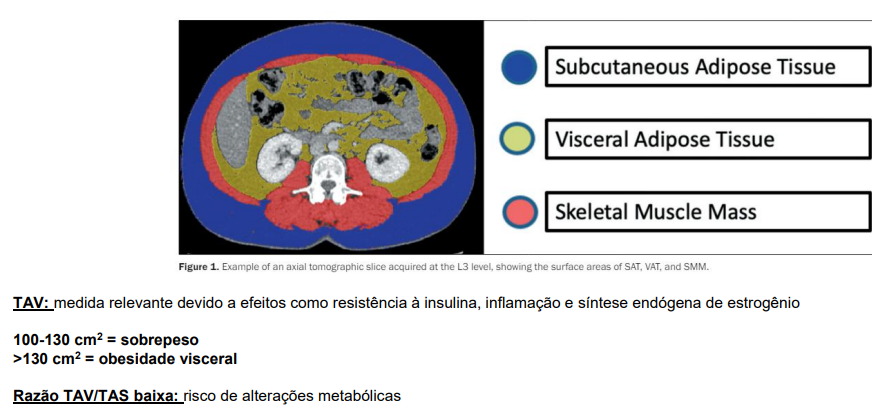 Subcutaneous Adipose Tissue
Visceral Adipose Tissue
Skeletal Muscle Mass
Figure 1. Example of an axial tomographic slice acquired at the L3 level, showing the surface areas of SAT, VAT, and SMM.
TAV: medida relevante devido a efeitos como resistência à insulina, inflamação e síntese endógena de estrogênio
100-130 cm² = sobrepeso
>130 cm² = obesidade visceral
Razão TAV/TAS baixa: risco de alterações metabólicas